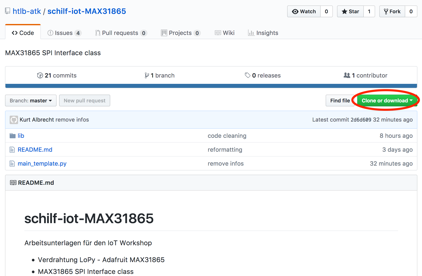 htlb-atk / schilf-iot-MAX31865
Watch 0 Star 1 Fork 0
Code Issues 4 Pull requests 0 Projects 0 Wiki Insights
MAX31865 SPI Interface class
21 commits 1 branch 0 releases 1 contributor
Branch: master New pull request Find file Clone or download
Kurt Albrecht remove infos Latest commit 32 minutes ago
lib code cleaning 8 hours ago
README.md reformatting 3 days ago
main_template.py remove infos 32 minutes ago
README.md
schilf-iot-MAX31865
Arbeitsunterlagen für den IoT Workshop
• Verdrahtung LoPy - Adafruit MAX31865
• MAX31865 SPI Interface class